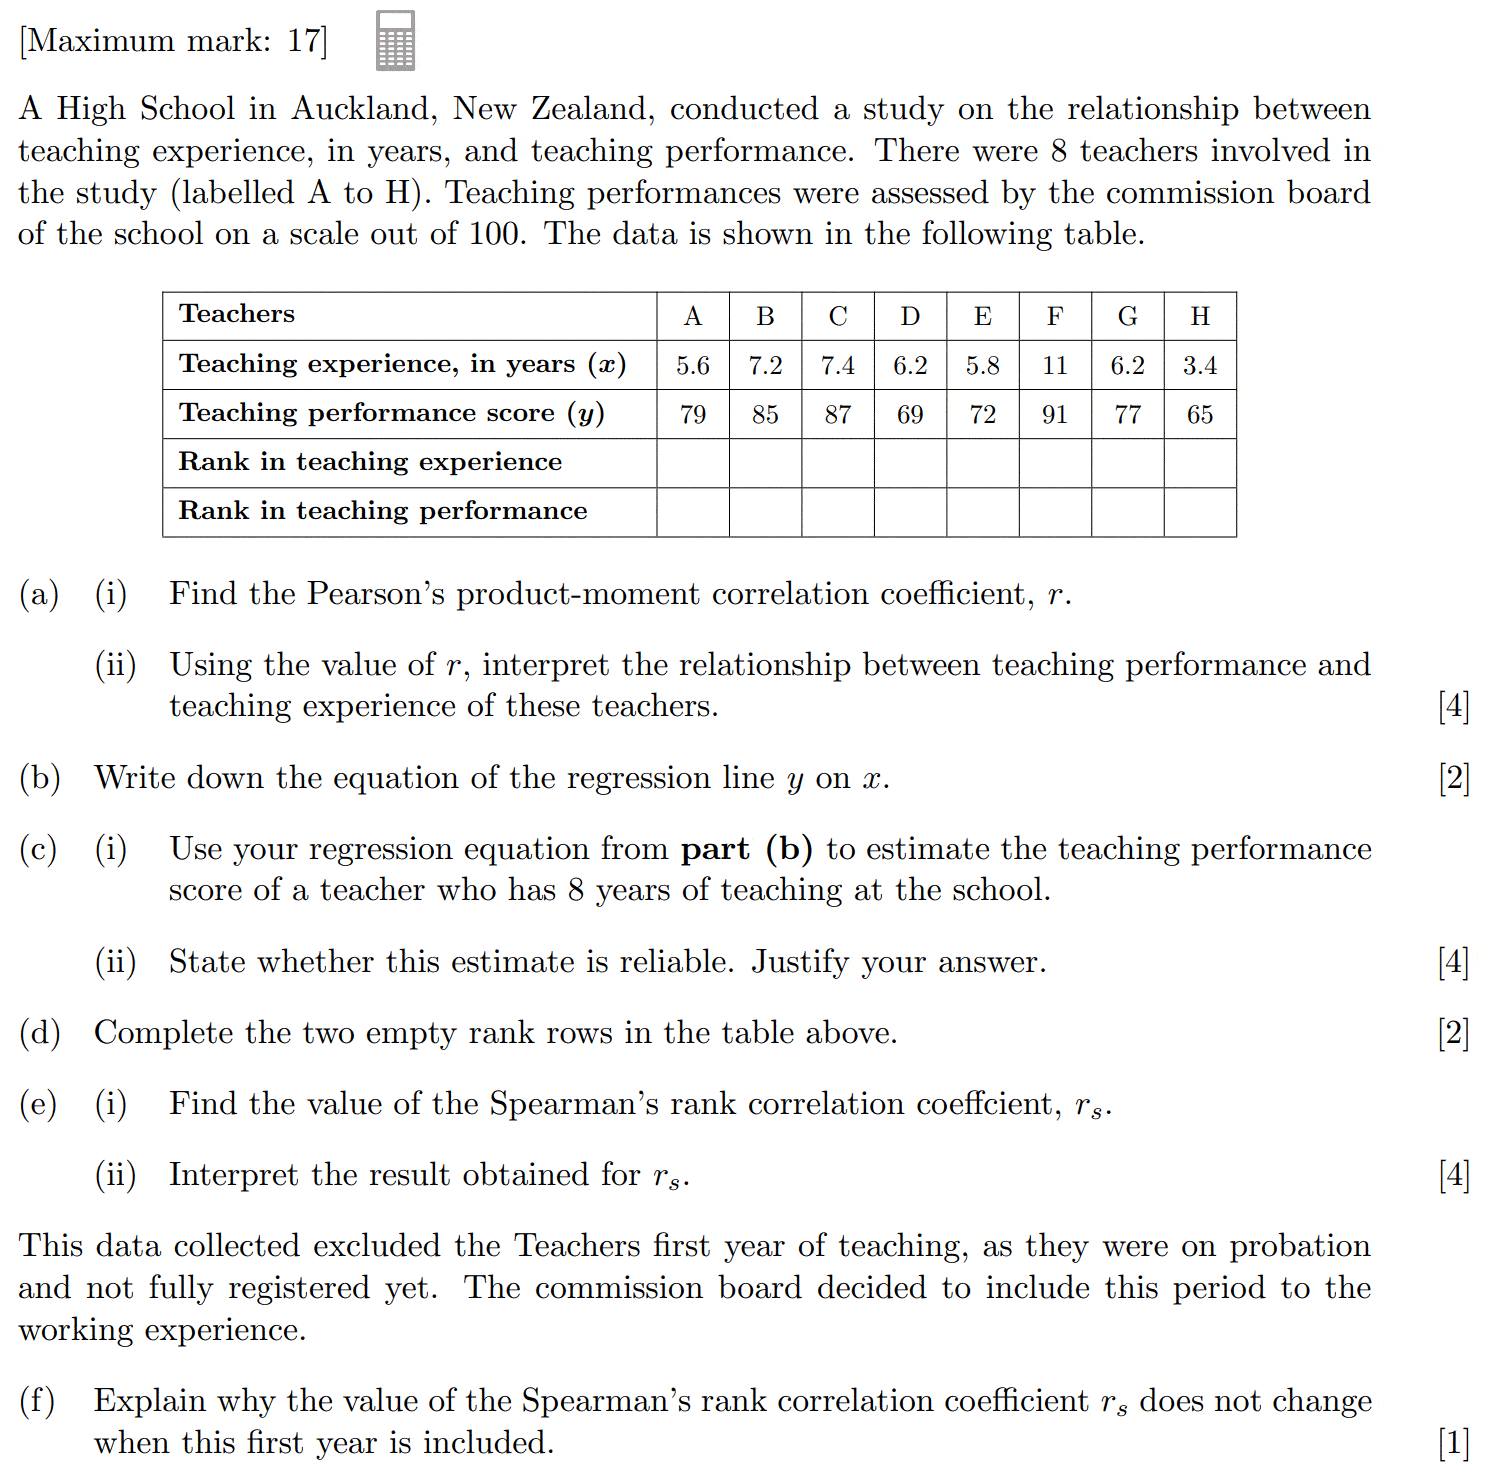 [Maximum mark: 17]
A High School in Auckland, New Zealand, conducted a study on the relationship between
teaching experience, in years, and teaching performance. There were 8 teachers involved in
the study (labelled A to H). Teaching performances were assessed by the commission board
of the school on a scale out of 100. The data is shown in the following table.
Teachers A B C D E F G H
Teaching experience, in years (x) 5.6 7.2 7.4 6.2 5.8 11 6.2 3.4
Teaching performance score (y) 79 85 87 69 72 91 77 65
Rank in teaching experience
Rank in teaching performance
(a) (i) Find the Pearson's product-moment correlation coefficient, r.
(ii) Using the value of r, interpret the relationship between teaching performance and
teaching experience of these teachers. [4]
(b) Write down the equation of the regression line y on x. [2]
(c) (i) Use your regression equation from part (b) to estimate the teaching performance
score of a teacher who has 8 years of teaching at the school.
(ii) State whether this estimate is reliable. Justify your answer. [4]
(d) Complete the two empty rank rows in the table above. [2]
(e) (i) Find the value of the Spearman's rank correlation coeffcient, rₛ.
(ii) Interpret the result obtained for rₛ. [4]
This data collected excluded the Teachers first year of teaching, as they were on probation
and not fully registered yet. The commission board decided to include this period to the
working experience.
(f) Explain why the value of the Spearman's rank correlation coefficient rₛ does not change
when this first year is included. [1]